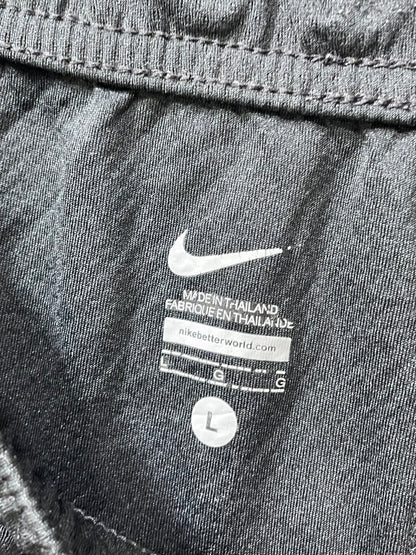 MADE IN THAILAND
FABRIQUE EN THAILANDE
nikebetterworld.com
L G G
L